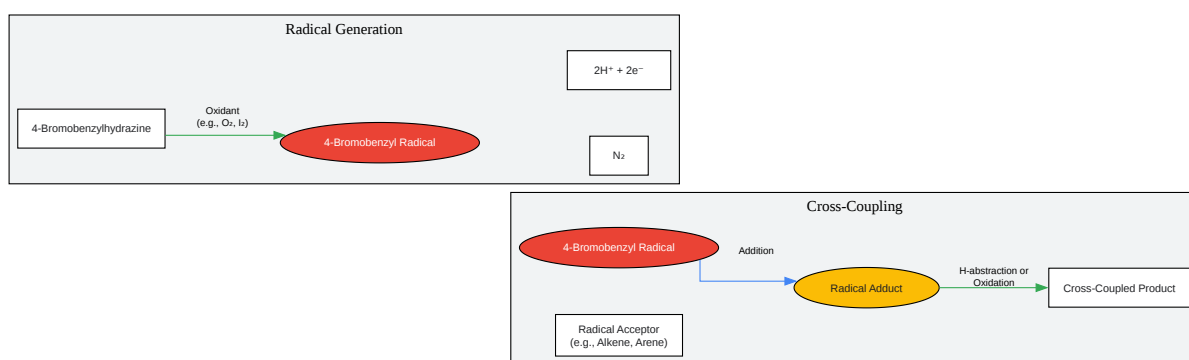 Radical Generation
2H⁺ + 2e⁻
Oxidant
(e.g., O₂, I₂)
4-Bromobenzylhydrazine
4-Bromobenzyl Radical
N₂
Cross-Coupling
4-Bromobenzyl Radical
Addition
H-abstraction or
Oxidation
Radical Adduct
Cross-Coupled Product
Radical Acceptor
(e.g., Alkene, Arene)